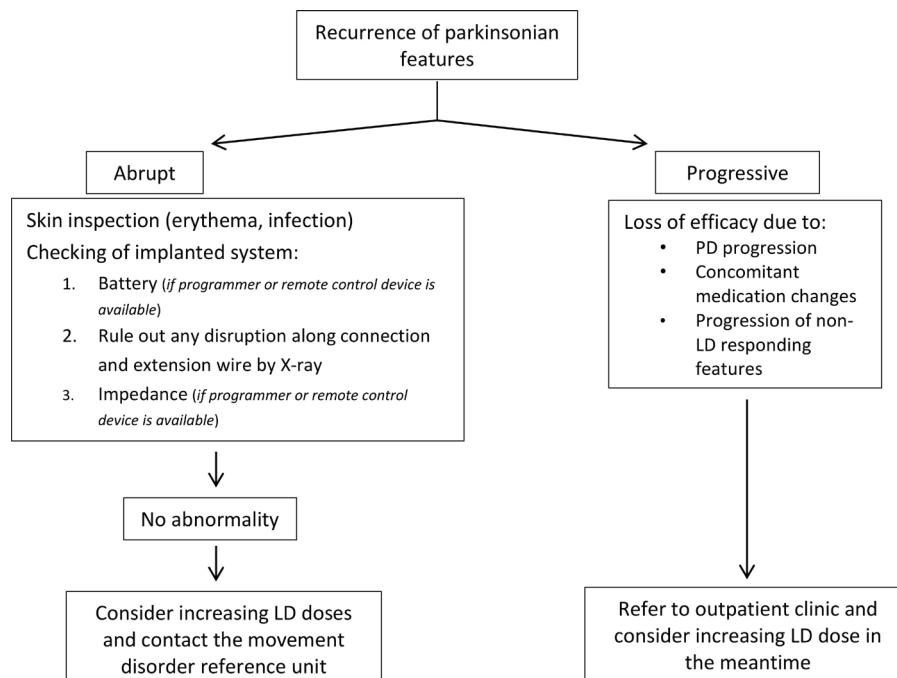 Recurrence of parkinsonian
features
Abrupt
Skin inspection (erythema, infection)
Checking of implanted system:
1. Battery (if programmer or remote control device is
available)
2. Rule out any disruption along connection
and extension wire by X-ray
3. Impedance (if programmer or remote control
device is available)
No abnormality
Consider increasing LD doses
and contact the movement
disorder reference unit
Progressive
Loss of efficacy due to:
• PD progression
• Concomitant
medication changes
• Progression of non-
LD responding
features
Refer to outpatient clinic and
consider increasing LD dose in
the meantime